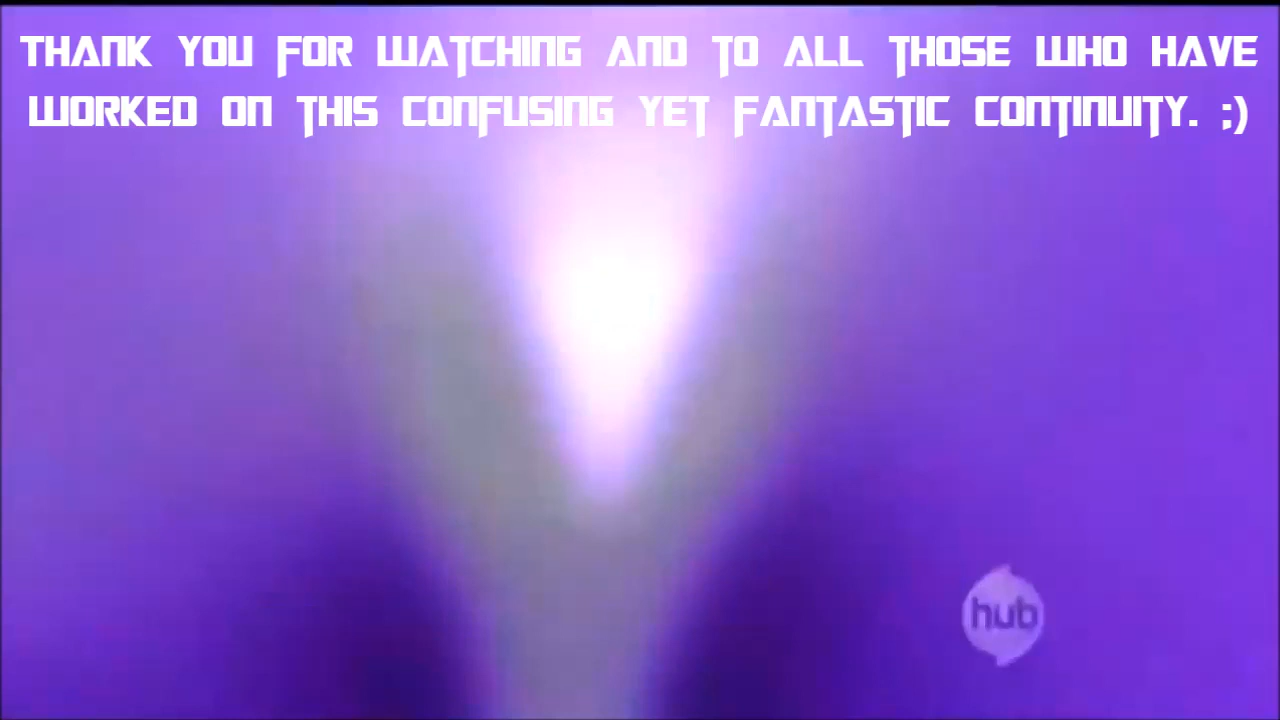 THANK YOU FOR WATCHING AND TO ALL THOSE WHO HAVE
WORKED ON THIS CONFUSING YET FANTASTIC CONTINUITY. ;)
hub